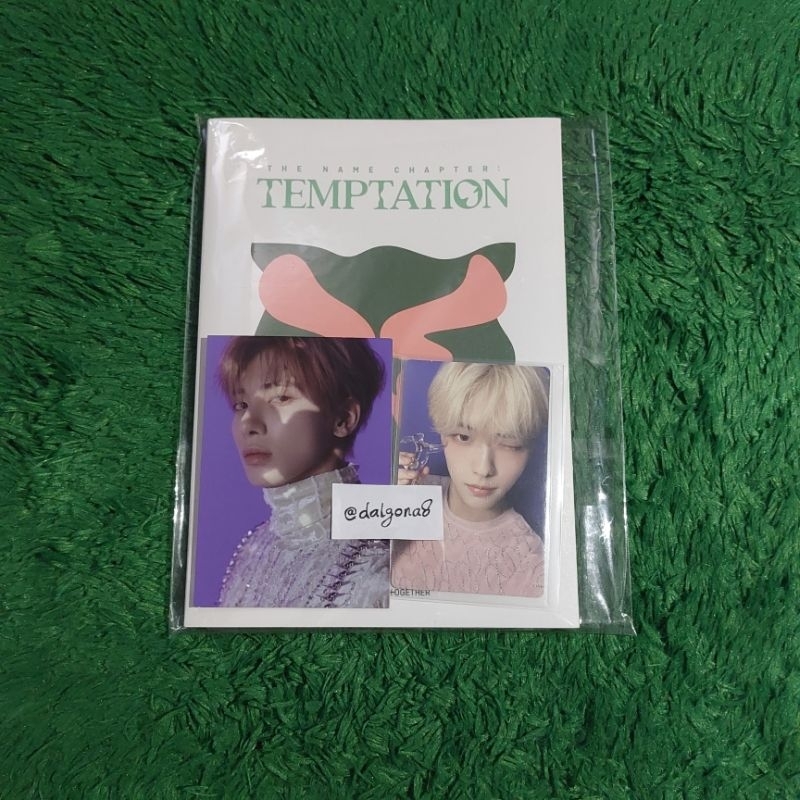 THE NAME CHAPTER:
TEMPTATION
@dalgona8
TOGETHER